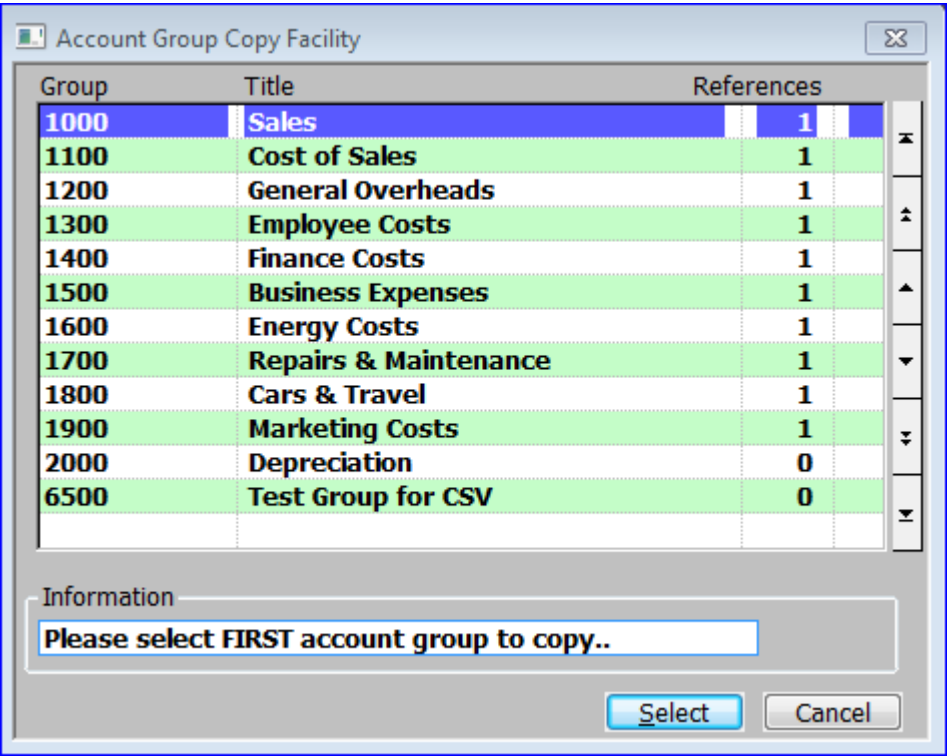 Account Group Copy Facility
Group Title References
1000 Sales 1
1100 Cost of Sales 1
1200 General Overheads 1
1300 Employee Costs 1
1400 Finance Costs 1
1500 Business Expenses 1
1600 Energy Costs 1
1700 Repairs & Maintenance 1
1800 Cars & Travel 1
1900 Marketing Costs 1
2000 Depreciation 0
6500 Test Group for CSV 0
Information
Please select FIRST account group to copy..
Select Cancel